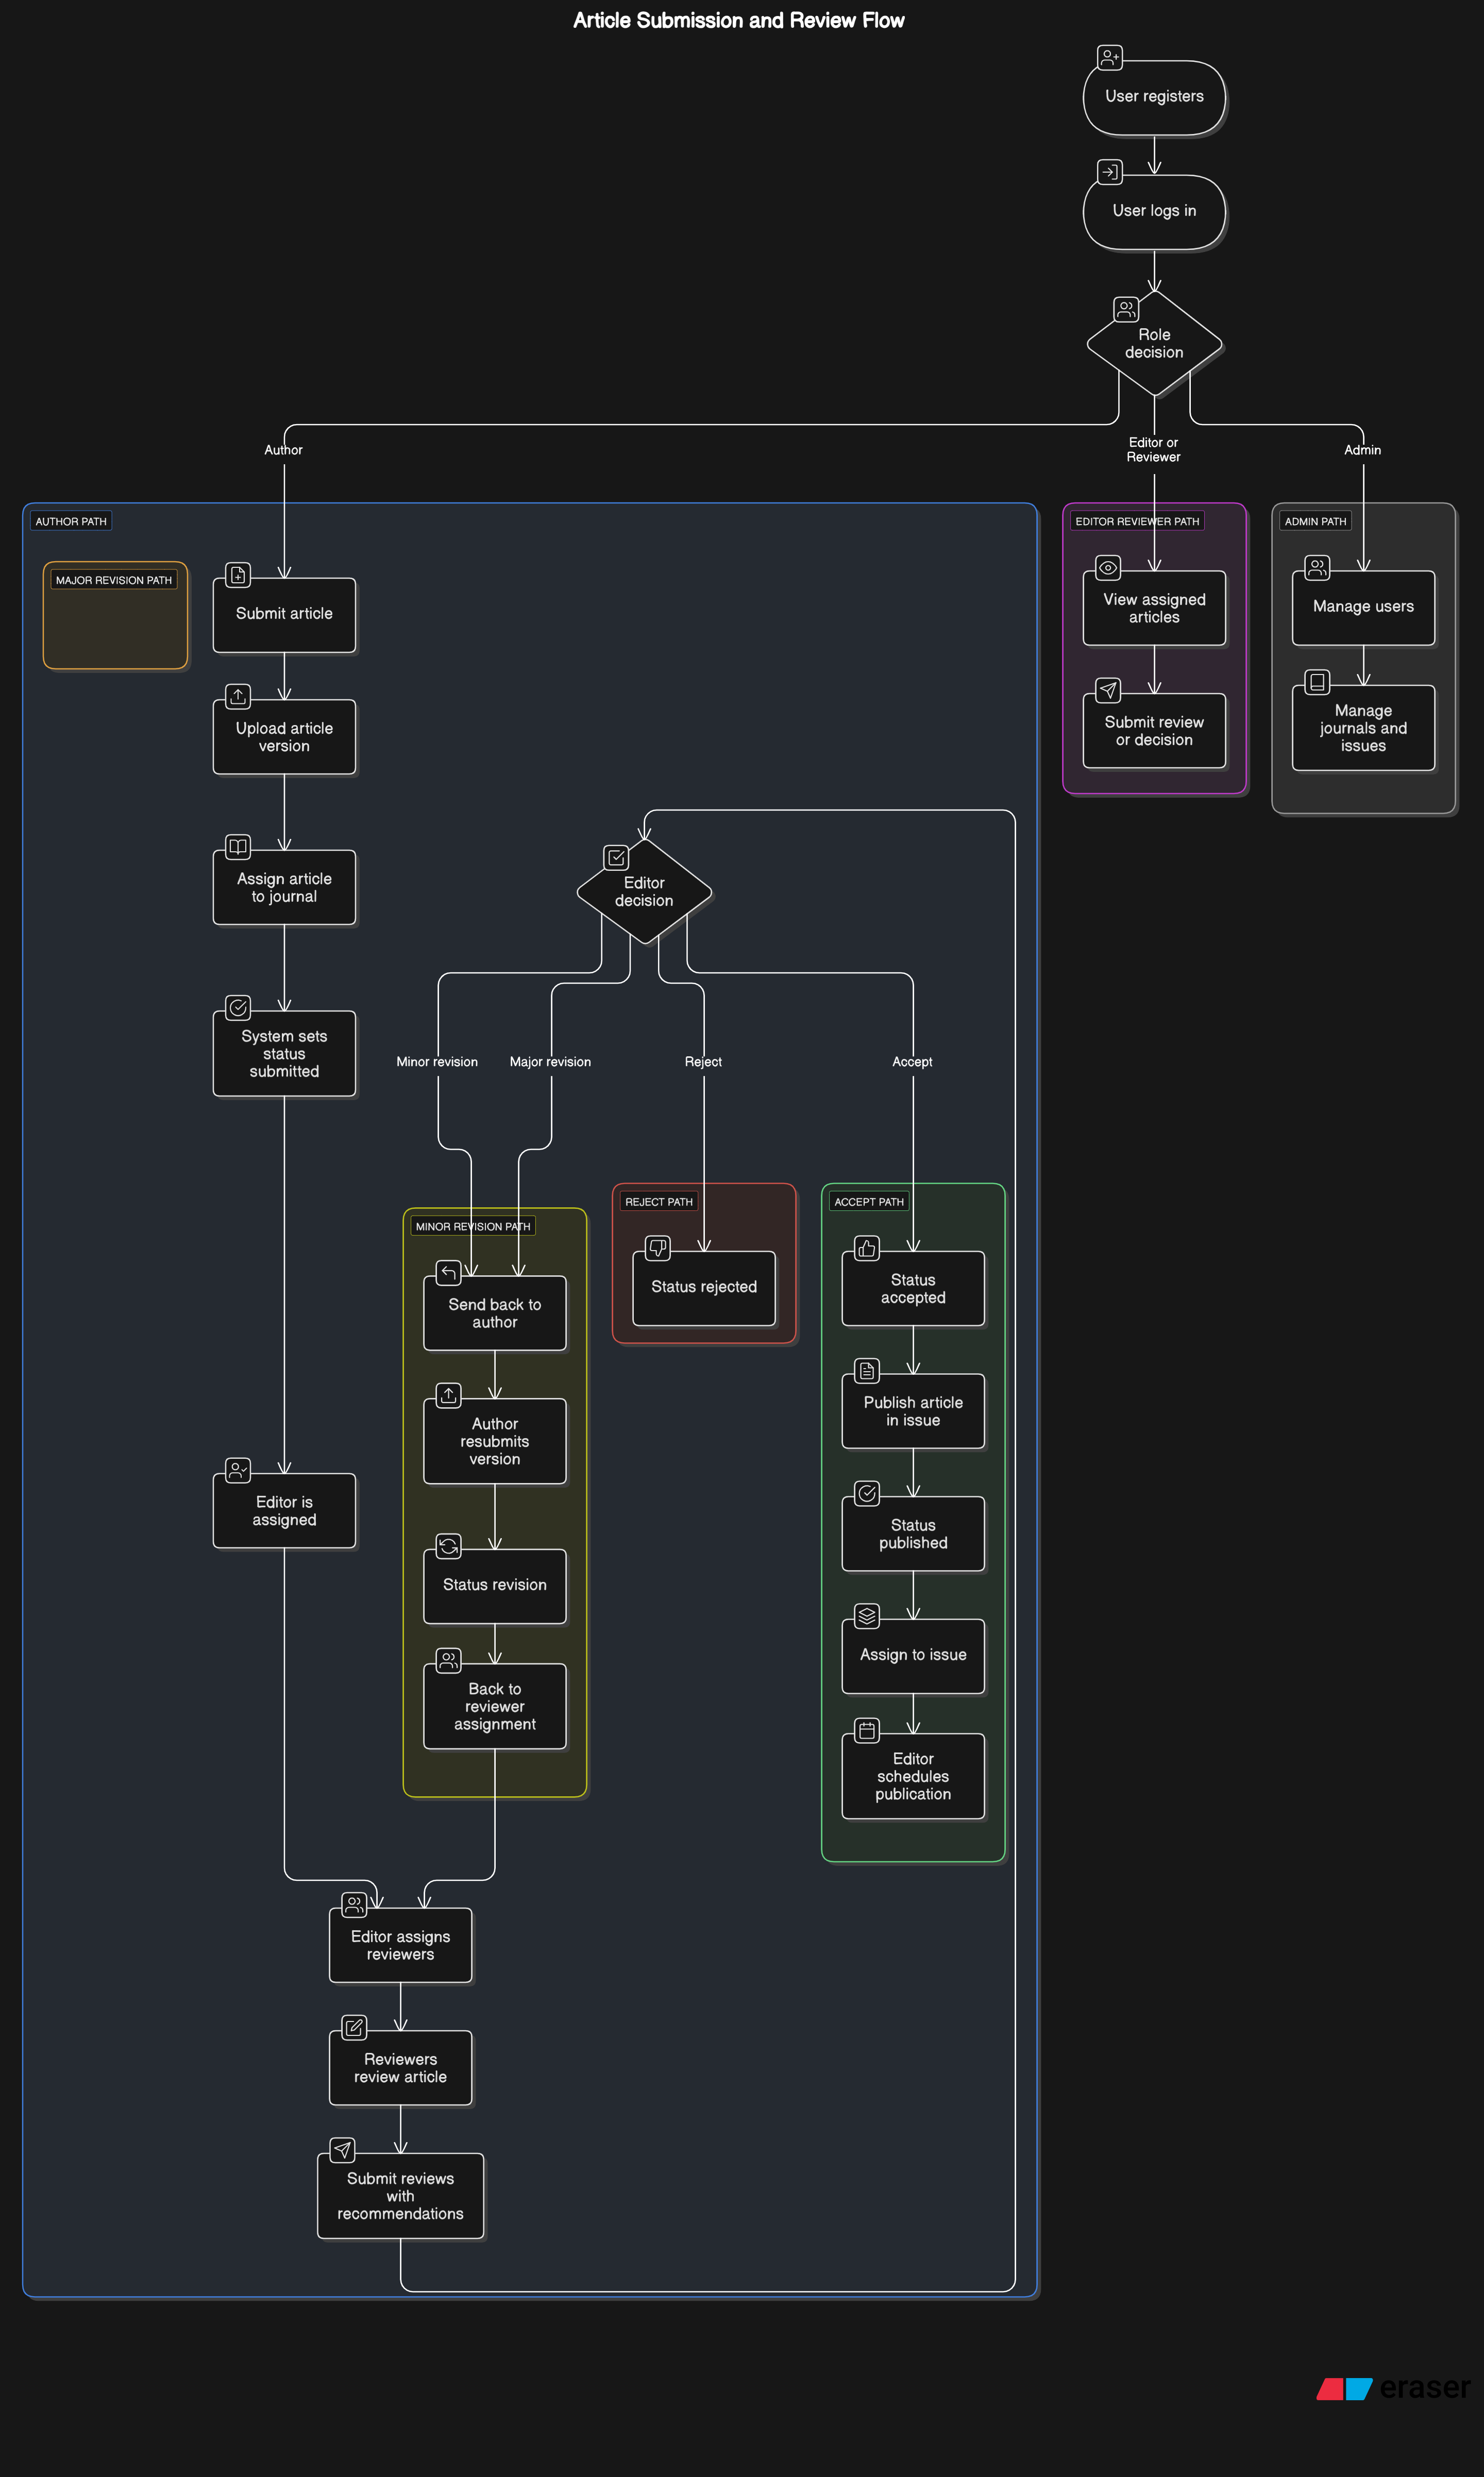 Article Submission and Review Flow
User registers
User logs in
Role
decision
Author
Editor or
Reviewer
Admin
AUTHOR PATH
EDITOR REVIEWER PATH
ADMIN PATH
MAJOR REVISION PATH
Submit article
View assigned
articles
Manage users
Upload article
version
Submit review
or decision
Manage
journals and
issues
Assign article
to journal
Editor
decision
System sets
status
submitted
Minor revision
Major revision
Reject
Accept
MINOR REVISION PATH
REJECT PATH
ACCEPT PATH
Send back to
author
Status rejected
Status
accepted
Author
resubmits
version
Publish article
in issue
Editor is
assigned
Status revision
Status
published
Back to
reviewer
assignment
Assign to issue
Editor
schedules
publication
Editor assigns
reviewers
Reviewers
review article
Submit reviews
with
recommendations
eraser